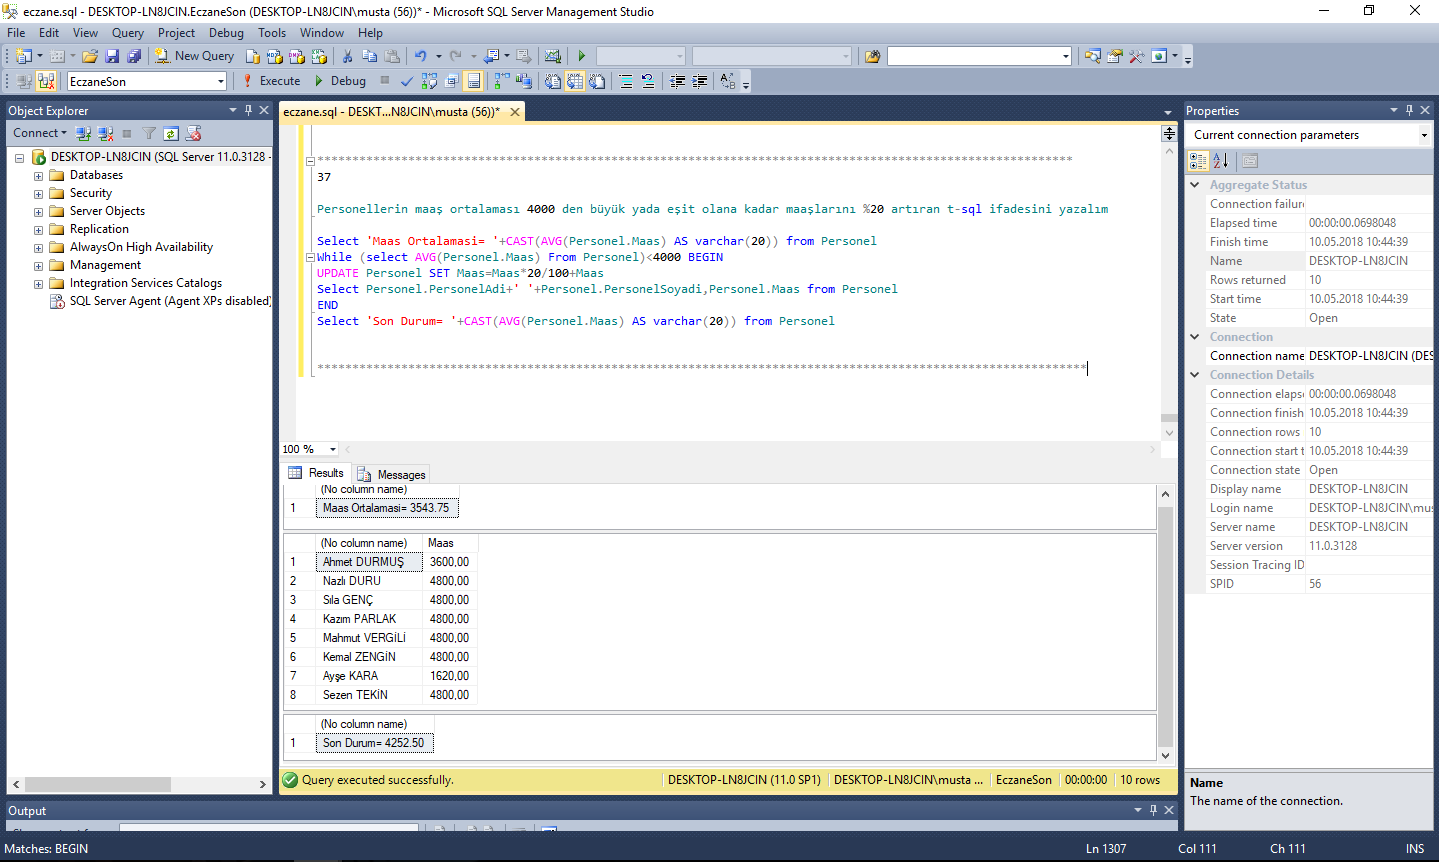 eczane.sql - DESKTOP-LN8JCIN.EczaneSon (DESKTOP-LN8JCIN\musta (56))* - Microsoft SQL Server Management Studio
File Edit View Query Project Debug Tools Window Help
New Query
EczaneSon
Execute Debug
Object Explorer
Connect
DESKTOP-LN8JCIN (SQL Server 11.0.3128 -
Databases
Security
Server Objects
Replication
AlwaysOn High Availability
Management
Integration Services Catalogs
SQL Server Agent (Agent XPs disabled)
eczane.sql - DESKT...N8JCIN\musta (56))*
************************************************************************************************************
37
Personellerin maaş ortalaması 4000 den büyük yada eşit olana kadar maaşlarını %20 artıran t-sql ifadesini yazalım
Select 'Maas Ortalamasi= '+CAST(AVG(Personel.Maas) AS varchar(20)) from Personel
While (select AVG(Personel.Maas) From Personel)<4000 BEGIN
UPDATE Personel SET Maas=Maas*20/100+Maas
Select Personel.PersonelAdi+' '+Personel.PersonelSoyadi,Personel.Maas from Personel
END
Select 'Son Durum= '+CAST(AVG(Personel.Maas) AS varchar(20)) from Personel
**************************************************************************************************************
100 %
Results Messages
(No column name)
1 Maas Ortalamasi= 3543.75
(No column name) Maas
1 Ahmet DURMUŞ 3600,00
2 Nazlı DURU 4800,00
3 Sıla GENÇ 4800,00
4 Kazım PARLAK 4800,00
5 Mahmut VERGİLİ 4800,00
6 Kemal ZENGİN 4800,00
7 Ayşe KARA 1620,00
8 Sezen TEKİN 4800,00
(No column name)
1 Son Durum= 4252.50
Query executed successfully. DESKTOP-LN8JCIN (11.0 SP1) DESKTOP-LN8JCIN\musta ... EczaneSon 00:00:00 10 rows
Properties
Current connection parameters
Aggregate Status
Connection failure
Elapsed time 00:00:00.0698048
Finish time 10.05.2018 10:44:39
Name DESKTOP-LN8JCIN
Rows returned 10
Start time 10.05.2018 10:44:39
State Open
Connection
Connection name DESKTOP-LN8JCIN (DES
Connection Details
Connection elaps 00:00:00.0698048
Connection finish 10.05.2018 10:44:39
Connection rows 10
Connection start t 10.05.2018 10:44:39
Connection state Open
Display name DESKTOP-LN8JCIN
Login name DESKTOP-LN8JCIN\mus
Server name DESKTOP-LN8JCIN
Server version 11.0.3128
Session Tracing ID
SPID 56
Name
The name of the connection.
Output
Matches: BEGIN Ln 1307 Col 111 Ch 111 INS